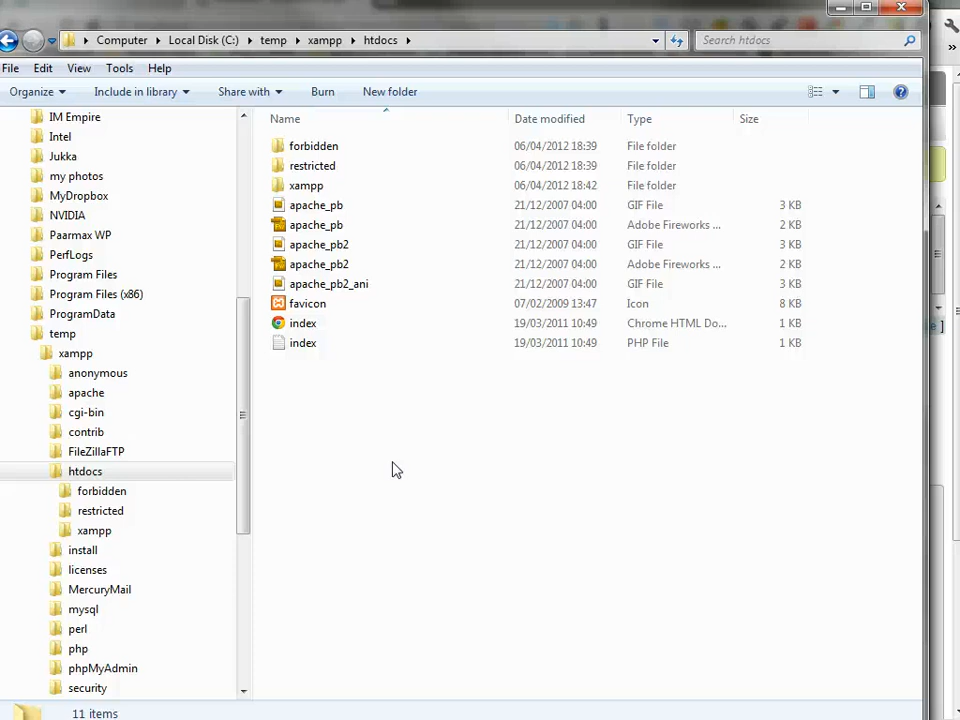 Computer Local Disk (C:) temp xampp htdocs
Search htdocs
File Edit View Tools Help
Organize Include in library Share with Burn New folder
IM Empire
Intel
Jukka
my photos
MyDropbox
NVIDIA
Paarmax WP
PerfLogs
Program Files
Program Files (x86)
ProgramData
temp
xampp
anonymous
apache
cgi-bin
contrib
FileZillaFTP
htdocs
forbidden
restricted
xampp
install
licenses
MercuryMail
mysql
perl
php
phpMyAdmin
security
Name Date modified Type Size
forbidden 06/04/2012 18:39 File folder
restricted 06/04/2012 18:39 File folder
xampp 06/04/2012 18:42 File folder
apache_pb 21/12/2007 04:00 GIF File 3 KB
apache_pb 21/12/2007 04:00 Adobe Fireworks ... 2 KB
apache_pb2 21/12/2007 04:00 GIF File 3 KB
apache_pb2 21/12/2007 04:00 Adobe Fireworks ... 2 KB
apache_pb2_ani 21/12/2007 04:00 GIF File 3 KB
favicon 07/02/2009 13:47 Icon 8 KB
index 19/03/2011 10:49 Chrome HTML Do... 1 KB
index 19/03/2011 10:49 PHP File 1 KB
11 items